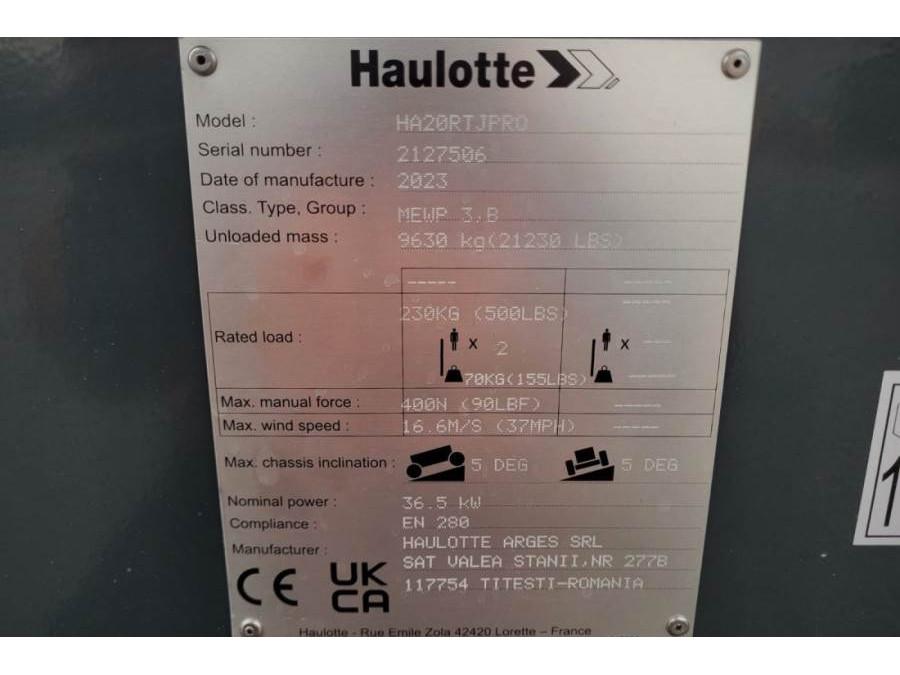 Haulotte
Model : HA20RTJPRO
Serial number : 2127506
Date of manufacture : 2023
Class. Type, Group : MEWP 3,B
Unloaded mass : 9630 kg(21230 LBS)
----- -----
-----
230KG (500LBS)
Rated load : x 2 x ---
70KG(155LBS) ----
Max. manual force : 400N (90LBF) -----
Max. wind speed : 16.6M/S (37MPH) -----
Max. chassis inclination : 5 DEG 5 DEG
Nominal power : 36.5 kW
Compliance : EN 280
Manufacturer : HAULOTTE ARGES SRL
SAT VALEA STANII,NR 277B
117754 TITESTI-ROMANIA
CE UK
CA
Haulotte - Rue Emile Zola 42420 Lorette – France
1